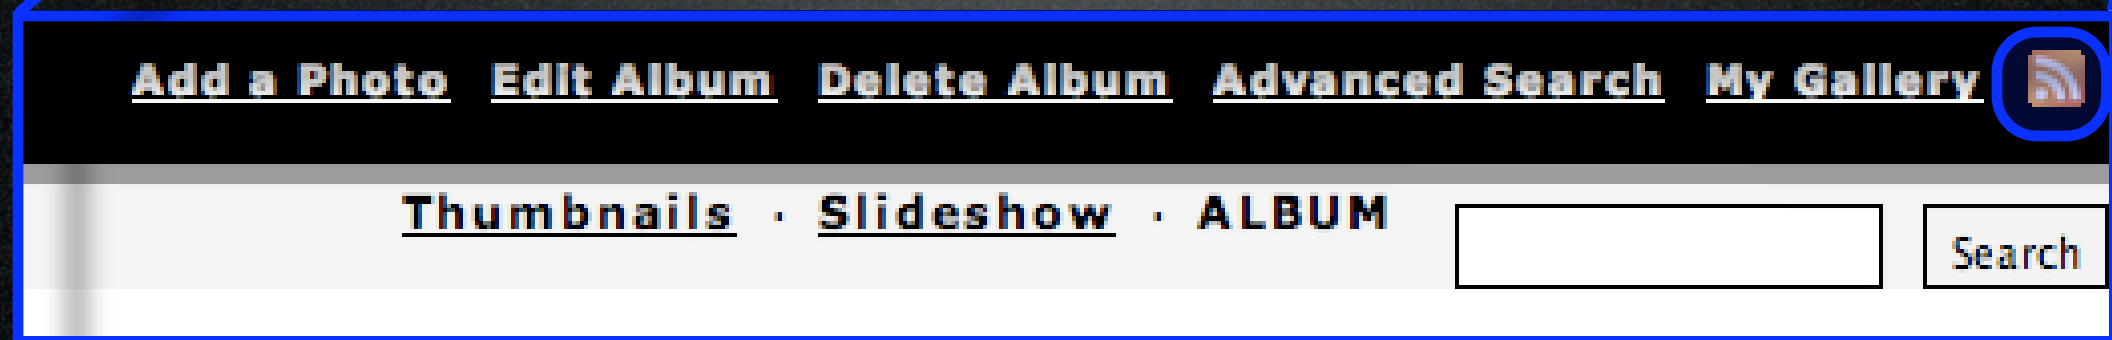 Add a Photo Edit Album Delete Album Advanced Search My Gallery
Thumbnails · Slideshow · ALBUM Search